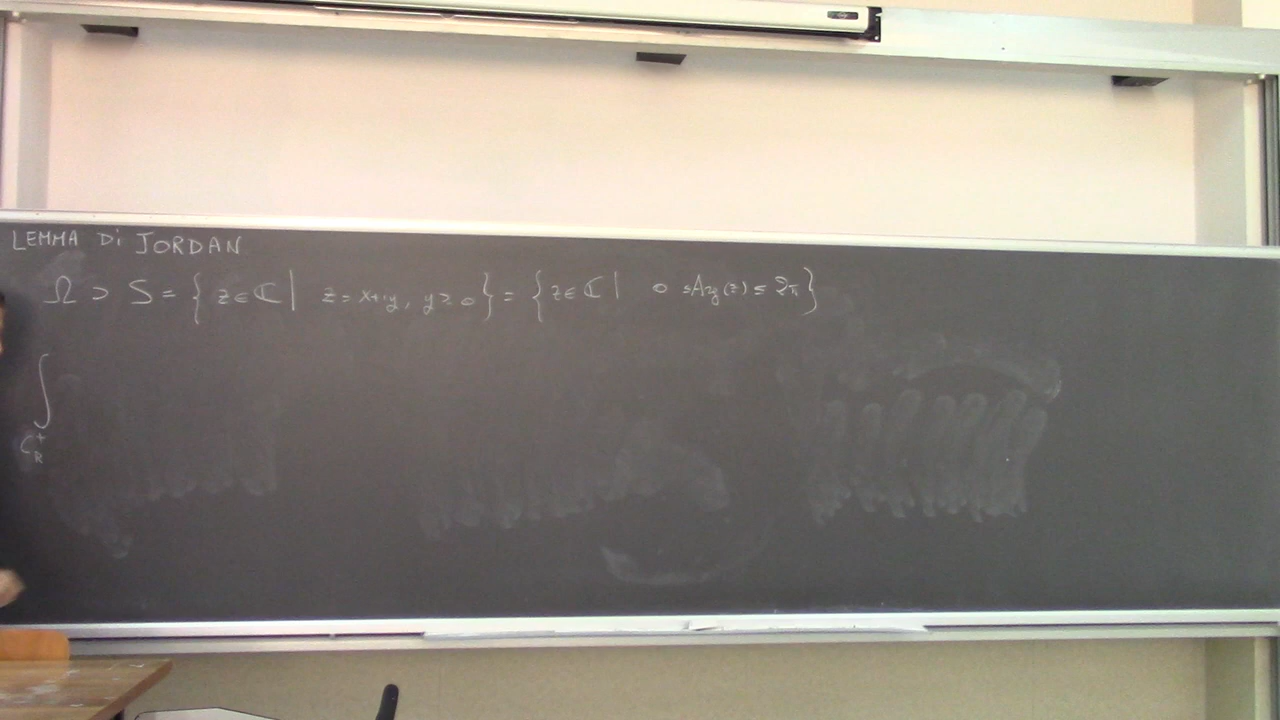 LEMMA Di JORDAN
Ω ⊃ S = { z ∈ ℂ | z = x+iy, y ≥ 0 } = { z ∈ ℂ | 0 ≤ Arg(z) ≤ 2π }
∫
C_R^+